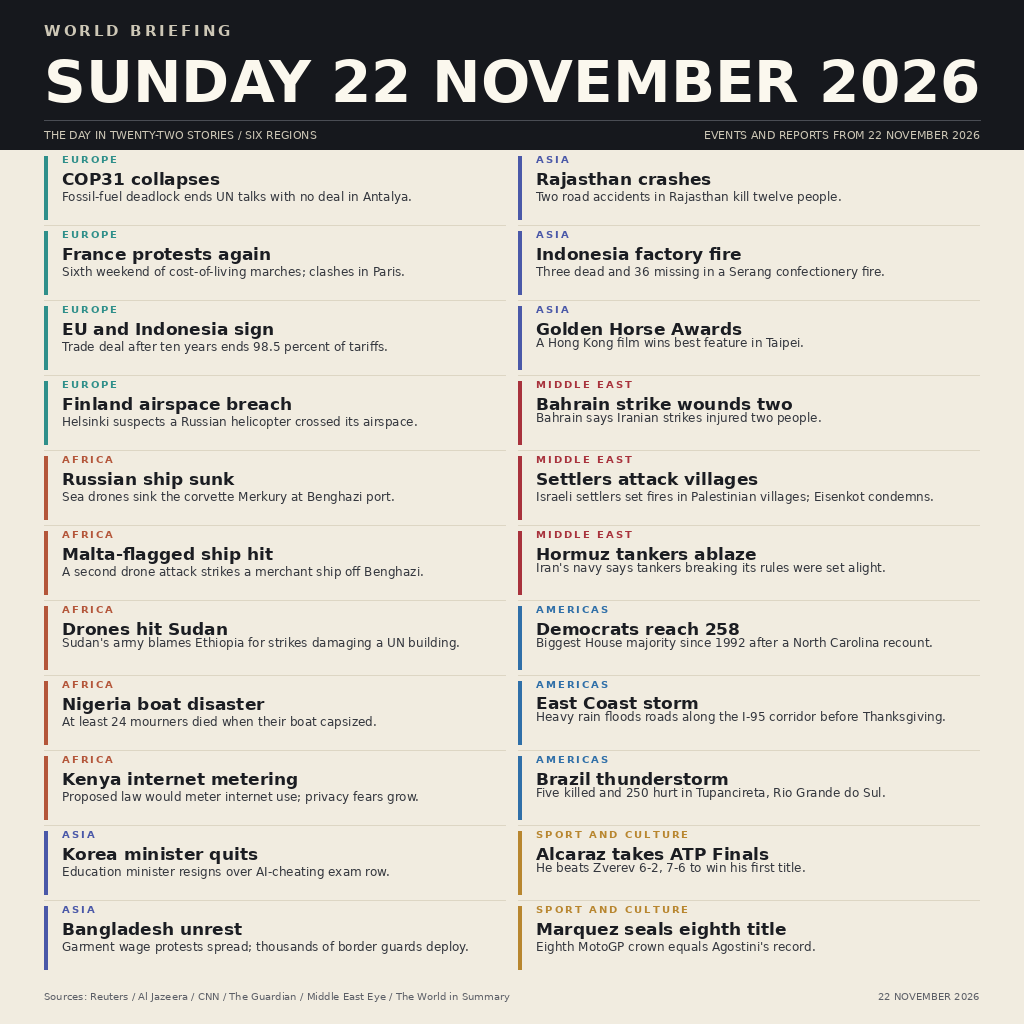 WORLD BRIEFING
SUNDAY 22 NOVEMBER 2026
THE DAY IN TWENTY-TWO STORIES / SIX REGIONS
EVENTS AND REPORTS FROM 22 NOVEMBER 2026
EUROPE
COP31 collapses
Fossil-fuel deadlock ends UN talks with no deal in Antalya.
EUROPE
France protests again
Sixth weekend of cost-of-living marches; clashes in Paris.
EUROPE
EU and Indonesia sign
Trade deal after ten years ends 98.5 percent of tariffs.
EUROPE
Finland airspace breach
Helsinki suspects a Russian helicopter crossed its airspace.
AFRICA
Russian ship sunk
Sea drones sink the corvette Merkury at Benghazi port.
AFRICA
Malta-flagged ship hit
A second drone attack strikes a merchant ship off Benghazi.
AFRICA
Drones hit Sudan
Sudan's army blames Ethiopia for strikes damaging a UN building.
AFRICA
Nigeria boat disaster
At least 24 mourners died when their boat capsized.
AFRICA
Kenya internet metering
Proposed law would meter internet use; privacy fears grow.
ASIA
Korea minister quits
Education minister resigns over AI-cheating exam row.
ASIA
Bangladesh unrest
Garment wage protests spread; thousands of border guards deploy.
ASIA
Rajasthan crashes
Two road accidents in Rajasthan kill twelve people.
ASIA
Indonesia factory fire
Three dead and 36 missing in a Serang confectionery fire.
ASIA
Golden Horse Awards
A Hong Kong film wins best feature in Taipei.
MIDDLE EAST
Bahrain strike wounds two
Bahrain says Iranian strikes injured two people.
MIDDLE EAST
Settlers attack villages
Israeli settlers set fires in Palestinian villages; Eisenkot condemns.
MIDDLE EAST
Hormuz tankers ablaze
Iran's navy says tankers breaking its rules were set alight.
AMERICAS
Democrats reach 258
Biggest House majority since 1992 after a North Carolina recount.
AMERICAS
East Coast storm
Heavy rain floods roads along the I-95 corridor before Thanksgiving.
AMERICAS
Brazil thunderstorm
Five killed and 250 hurt in Tupancireta, Rio Grande do Sul.
SPORT AND CULTURE
Alcaraz takes ATP Finals
He beats Zverev 6-2, 7-6 to win his first title.
SPORT AND CULTURE
Marquez seals eighth title
Eighth MotoGP crown equals Agostini's record.
Sources: Reuters / Al Jazeera / CNN / The Guardian / Middle East Eye / The World in Summary
22 NOVEMBER 2026